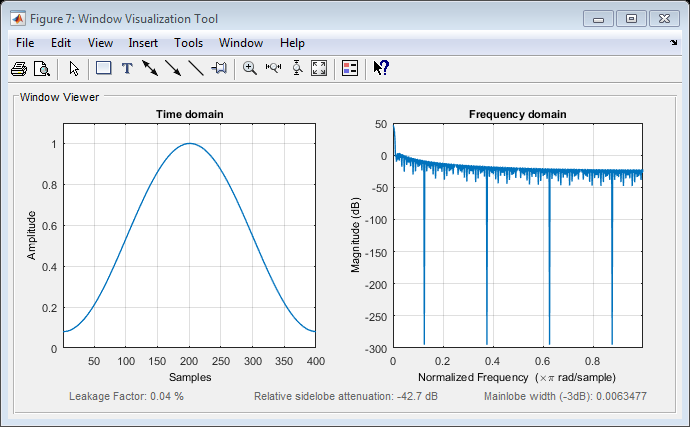 Figure 7: Window Visualization Tool
File Edit View Insert Tools Window Help
Window Viewer
Time domain
1
0.8
0.6
0.4
0.2
0
Amplitude
50 100 150 200 250 300 350 400
Samples
Frequency domain
50
0
-50
-100
-150
-200
-250
-300
Magnitude (dB)
0 0.2 0.4 0.6 0.8
Normalized Frequency (×π rad/sample)
Leakage Factor: 0.04 % Relative sidelobe attenuation: -42.7 dB Mainlobe width (-3dB): 0.0063477